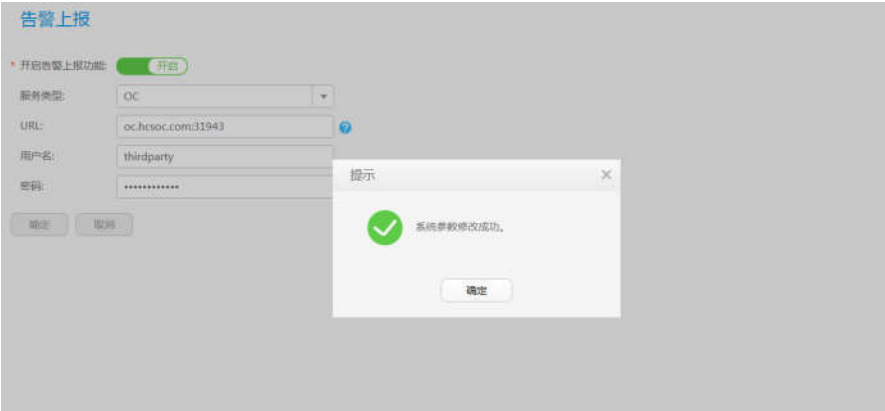 告警上报
* 开启告警上报功能: 开启
服务类型: OC
URL: oc.hcsoc.com:31943
用户名: thirdparty
密码: ••••••••••••
确定 取消
提示
系统参数修改成功。
确定